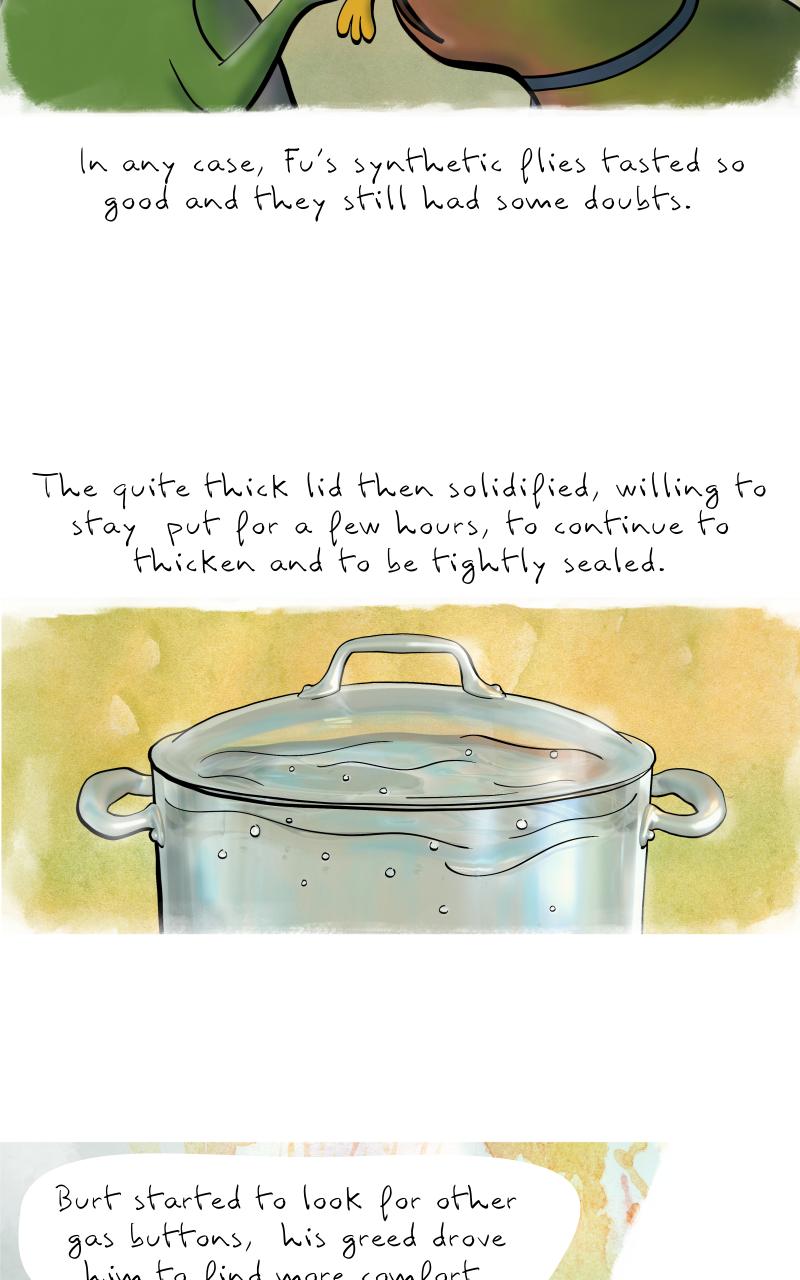 In any case, Fu's synthetic flies tasted so
good and they still had some doubts.
The quite thick lid then solidified, willing to
stay put for a few hours, to continue to
thicken and to be tightly sealed.
Burt started to look for other
gas buttons, his greed drove
him to find more comfort